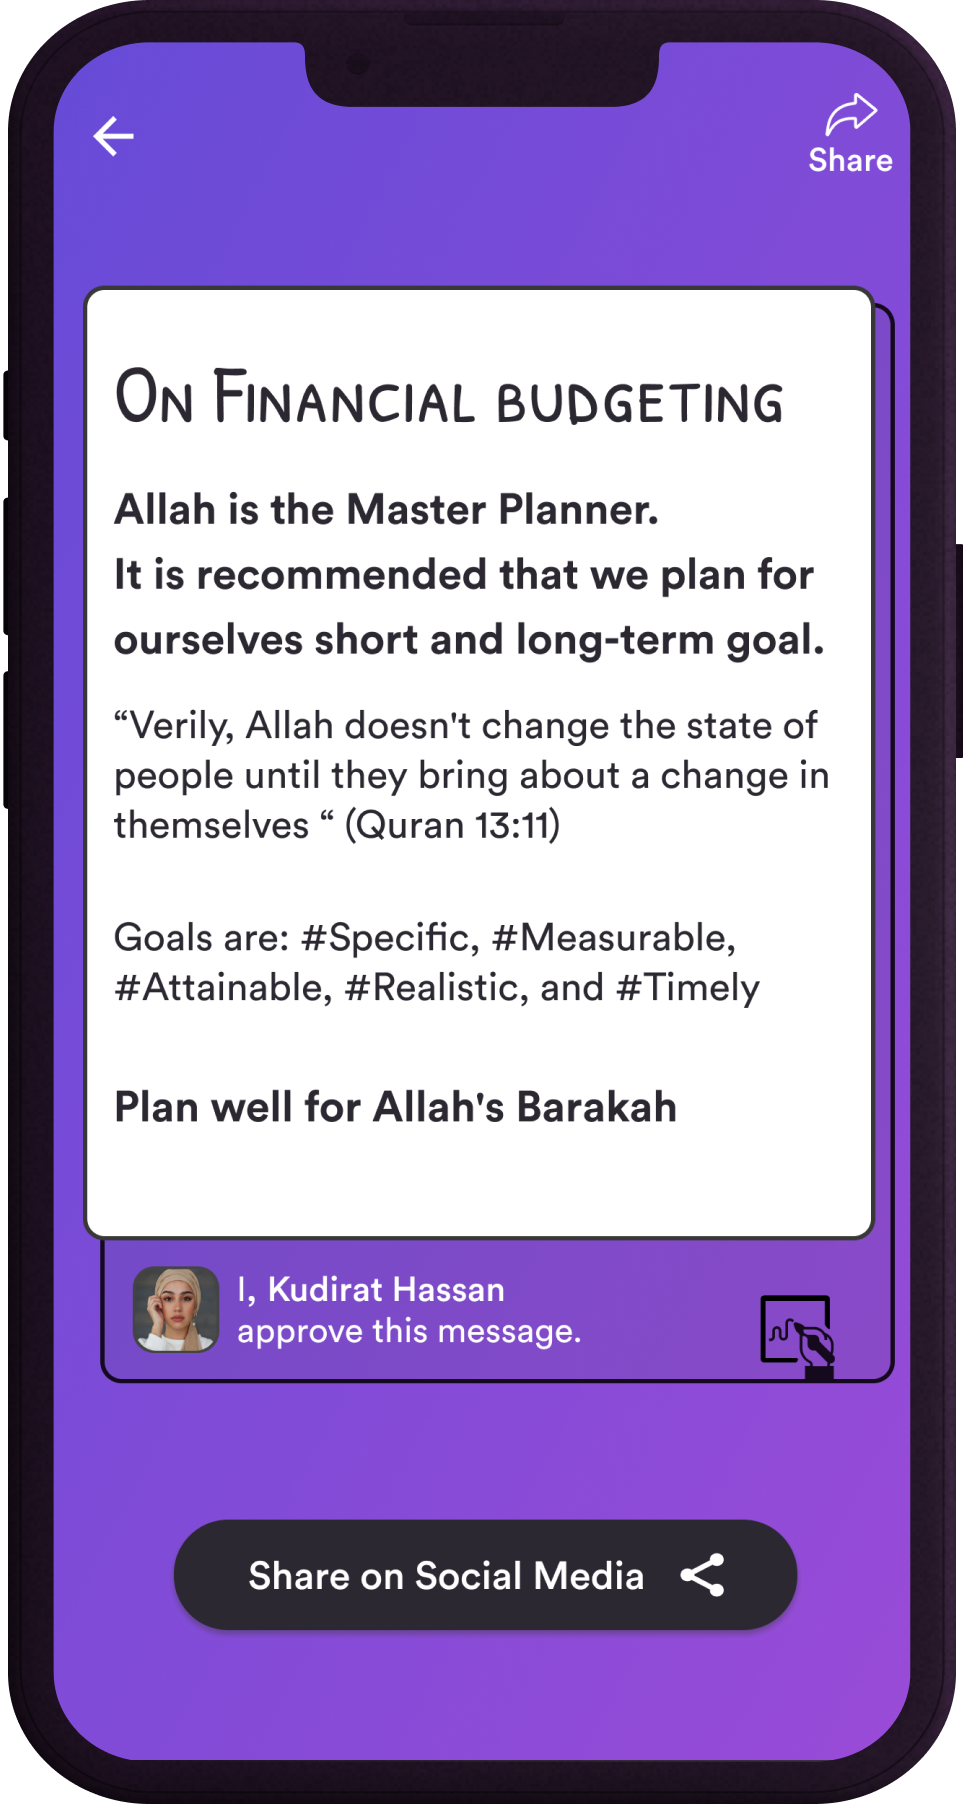 Share
On Financial budgeting
Allah is the Master Planner.
It is recommended that we plan for
ourselves short and long-term goal.
“Verily, Allah doesn't change the state of
people until they bring about a change in
themselves “ (Quran 13:11)
Goals are: #Specific, #Measurable,
#Attainable, #Realistic, and #Timely
Plan well for Allah's Barakah
I, Kudirat Hassan
approve this message.
Share on Social Media